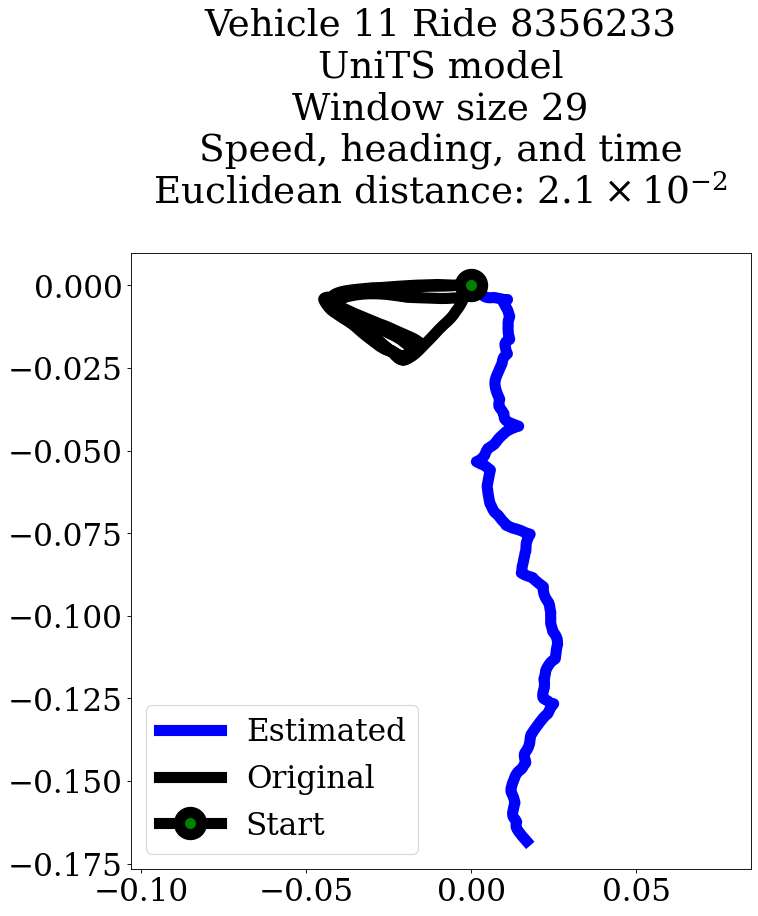 Vehicle 11 Ride 8356233
UniTS model
Window size 29
Speed, heading, and time
Euclidean distance: 2.1 × 10⁻²
0.000
−0.025
−0.050
−0.075
−0.100
−0.125
−0.150
−0.175
Estimated
Original
Start
−0.10 −0.05 0.00 0.05